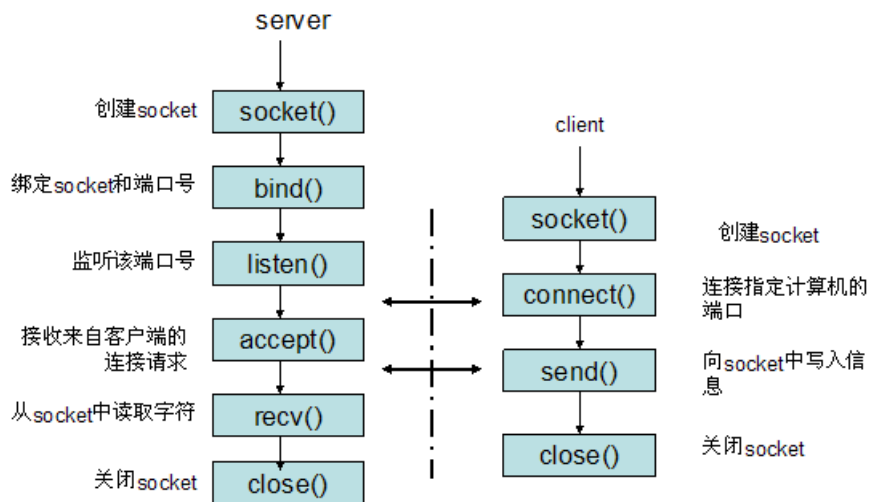 server
创建socket
socket()
绑定socket和端口号
bind()
监听该端口号
listen()
接收来自客户端的
连接请求
accept()
从socket中读取字符
recv()
关闭socket
close()
client
socket()
创建socket
connect()
连接指定计算机的
端口
send()
向socket中写入信
息
close()
关闭socket